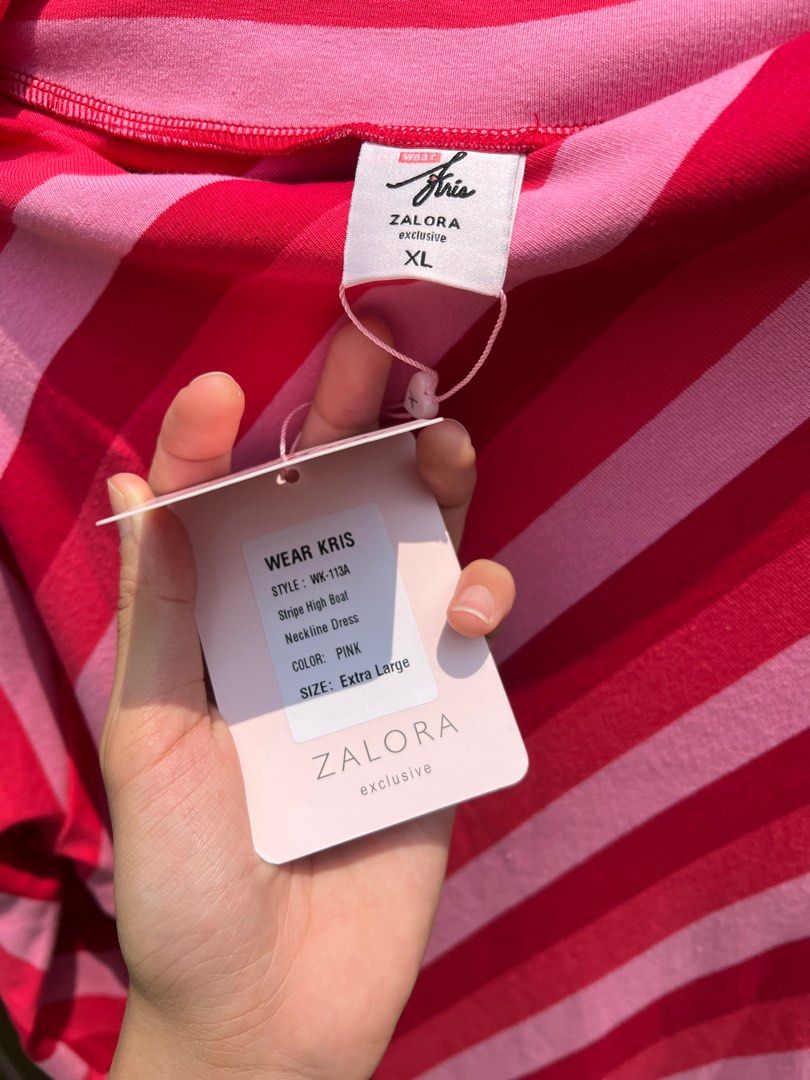 wear
Kris
ZALORA
exclusive
XL
WEAR KRIS
STYLE : WK-113A
Stripe High Boat
Neckline Dress
COLOR: PINK
SIZE: Extra Large
ZALORA
exclusive